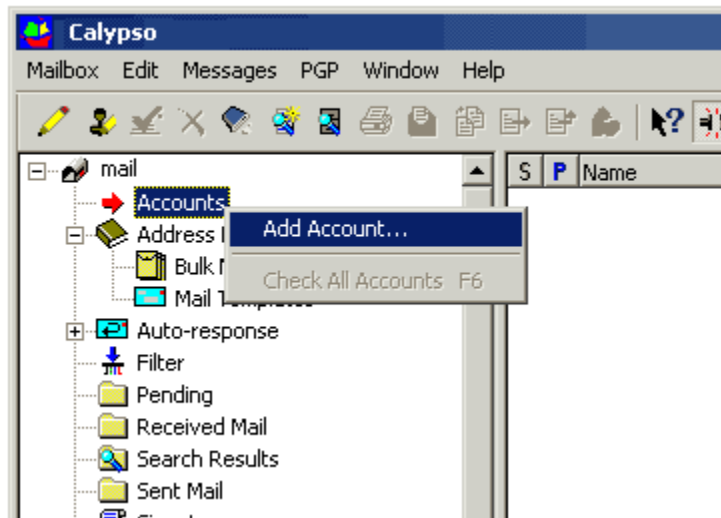 Calypso
Mailbox Edit Messages PGP Window Help
mail
S P Name
Accounts
Add Account...
Address
Bulk
Check All Accounts F6
Mail
Auto-response
Filter
Pending
Received Mail
Search Results
Sent Mail